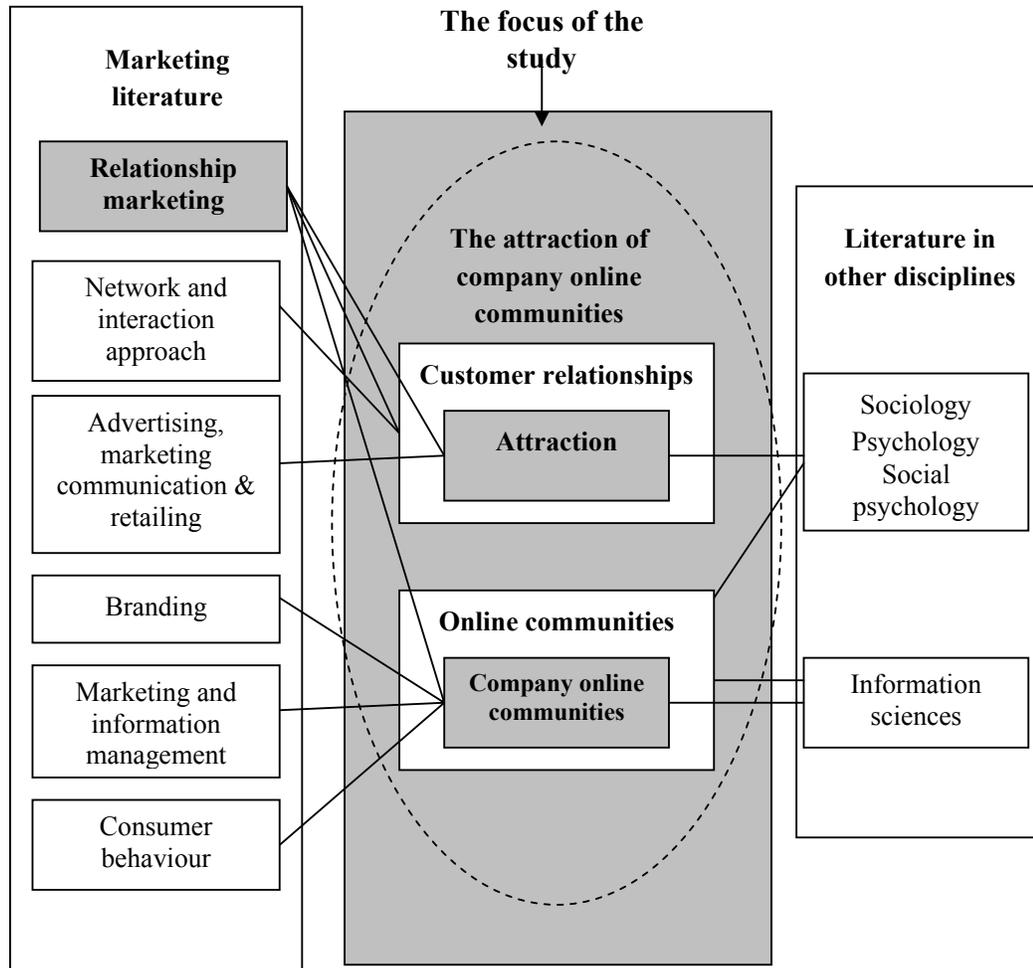 The focus of the
study
Marketing
literature
Relationship
marketing
Network and
interaction
approach
Advertising,
marketing
communication &
retailing
Branding
Marketing and
information
management
Consumer
behaviour
The attraction of
company online
communities
Customer relationships
Attraction
Online communities
Company online
communities
Literature in
other disciplines
Sociology
Psychology
Social
psychology
Information
sciences